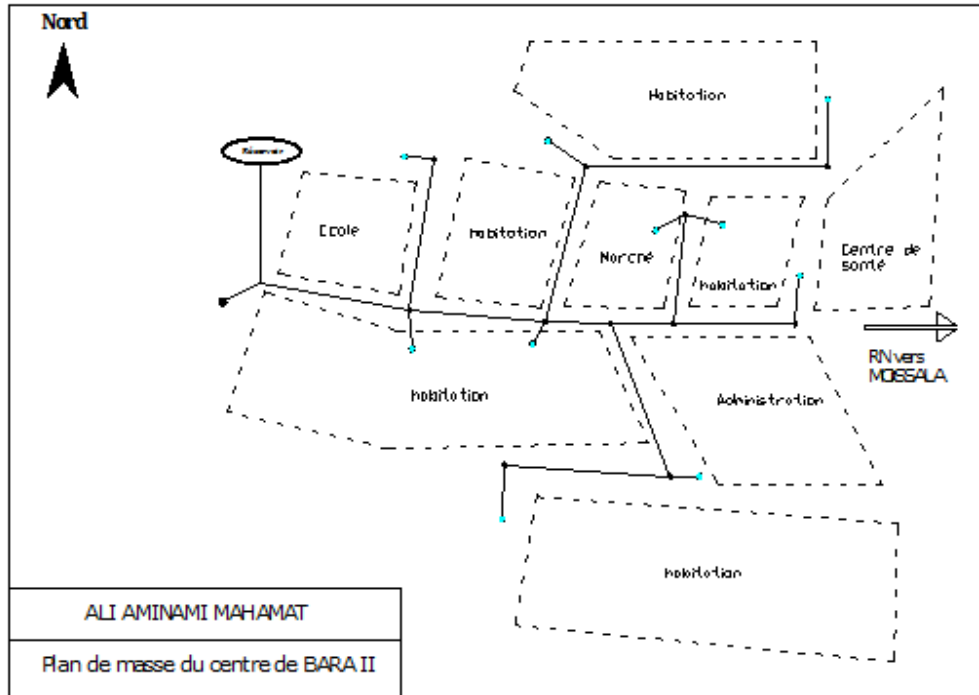 Nord
Habitation
Réservoir
Ecole
habitation
Marché
habitation
Centre de
santé
RN vers
MOISSALA
habitation
Administration
habitation
ALI AMINAMI MAHAMAT
Plan de masse du centre de BARA II